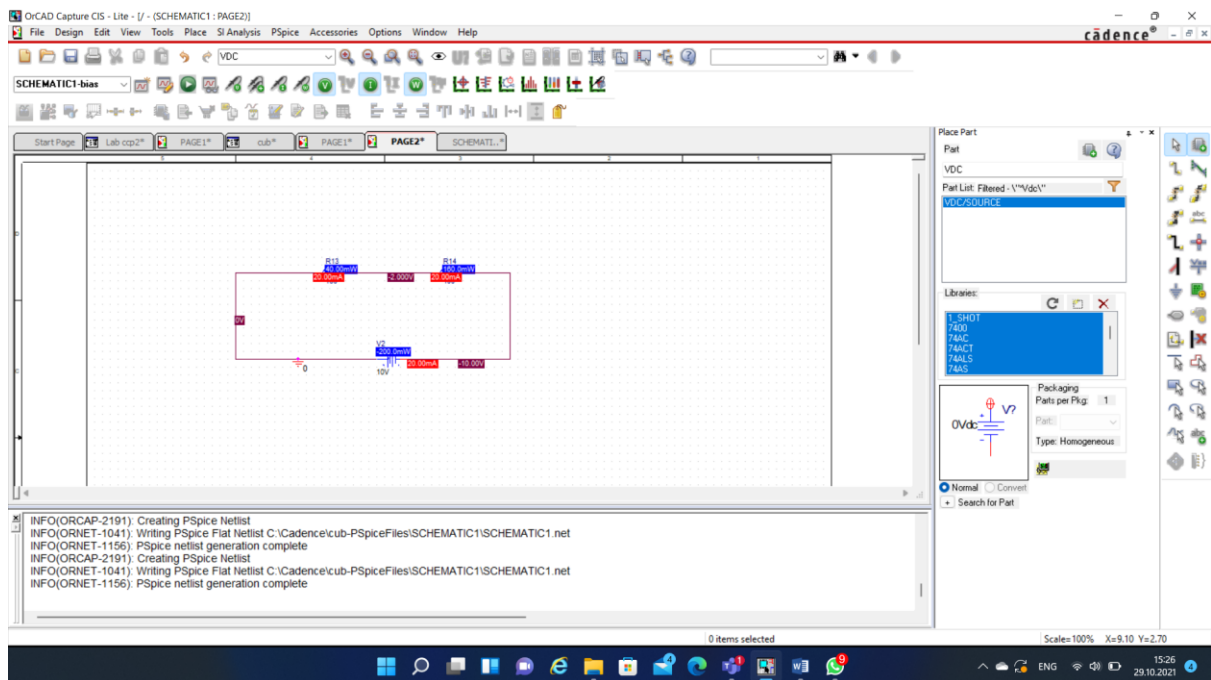 OrCAD Capture CIS - Lite - [/ - (SCHEMATIC1 : PAGE2)]
File Design Edit View Tools Place SI Analysis PSpice Accessories Options Window Help
cādence®
VDC
SCHEMATIC1-bias
Start Page Lab ccp2* PAGE1* cub* PAGE1* PAGE2* SCHEMATI..*
5 4 3 2 1
R13 R14
40.00mW 160.0mW
20.00mA -2.000V 20.00mA
0V
V2
-200.0mW
20.00mA -10.00V
0
10V
Place Part
Part
VDC
Part List: Filtered - \"*Vdc\"
VDC/SOURCE
Libraries:
1_SHOT
7400
74AC
74ACT
74ALS
74AS
Packaging
Parts per Pkg: 1
Part:
Type: Homogeneous
V?
0Vdc
Normal Convert
+ Search for Part
INFO(ORCAP-2191): Creating PSpice Netlist
INFO(ORNET-1041): Writing PSpice Flat Netlist C:\Cadence\cub-PSpiceFiles\SCHEMATIC1\SCHEMATIC1.net
INFO(ORNET-1156): PSpice netlist generation complete
INFO(ORCAP-2191): Creating PSpice Netlist
INFO(ORNET-1041): Writing PSpice Flat Netlist C:\Cadence\cub-PSpiceFiles\SCHEMATIC1\SCHEMATIC1.net
INFO(ORNET-1156): PSpice netlist generation complete
0 items selected
Scale=100% X=9.10 Y=2.70
ENG
15:26
29.10.2021